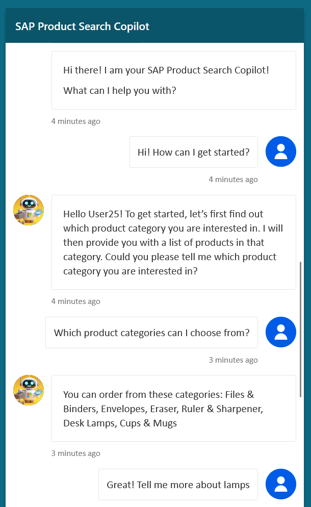 SAP Product Search Copilot
Hi there! I am your SAP Product Search Copilot!
What can I help you with?
4 minutes ago
Hi! How can I get started?
4 minutes ago
Hello User25! To get started, let's first find out
which product category you are interested in. I will
then provide you with a list of products in that
category. Could you please tell me which product
category you are interested in?
4 minutes ago
Which product categories can I choose from?
3 minutes ago
You can order from these categories: Files &
Binders, Envelopes, Eraser, Ruler & Sharpener,
Desk Lamps, Cups & Mugs
3 minutes ago
Great! Tell me more about lamps